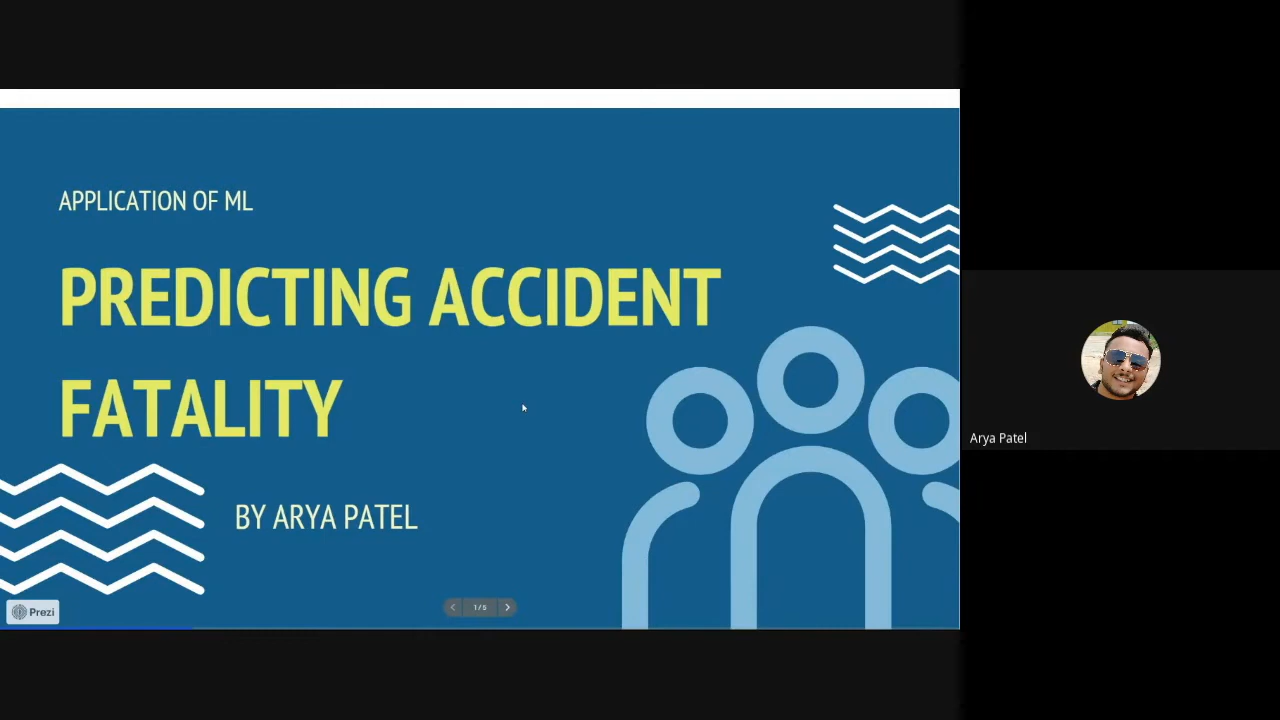 APPLICATION OF ML
PREDICTING ACCIDENT
FATALITY
BY ARYA PATEL
Prezi
1/5
Arya Patel